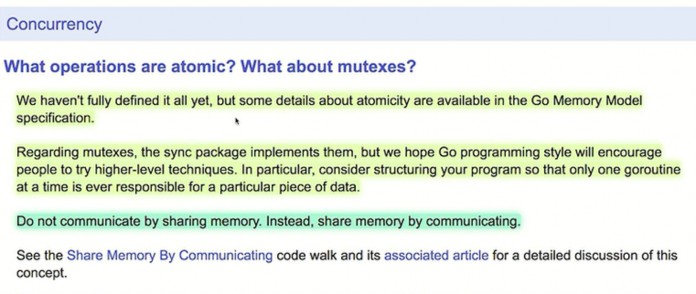 Concurrency
What operations are atomic? What about mutexes?
We haven't fully defined it all yet, but some details about atomicity are available in the Go Memory Model
specification.
Regarding mutexes, the sync package implements them, but we hope Go programming style will encourage
people to try higher-level techniques. In particular, consider structuring your program so that only one goroutine
at a time is ever responsible for a particular piece of data.
Do not communicate by sharing memory. Instead, share memory by communicating.
See the Share Memory By Communicating code walk and its associated article for a detailed discussion of this
concept.